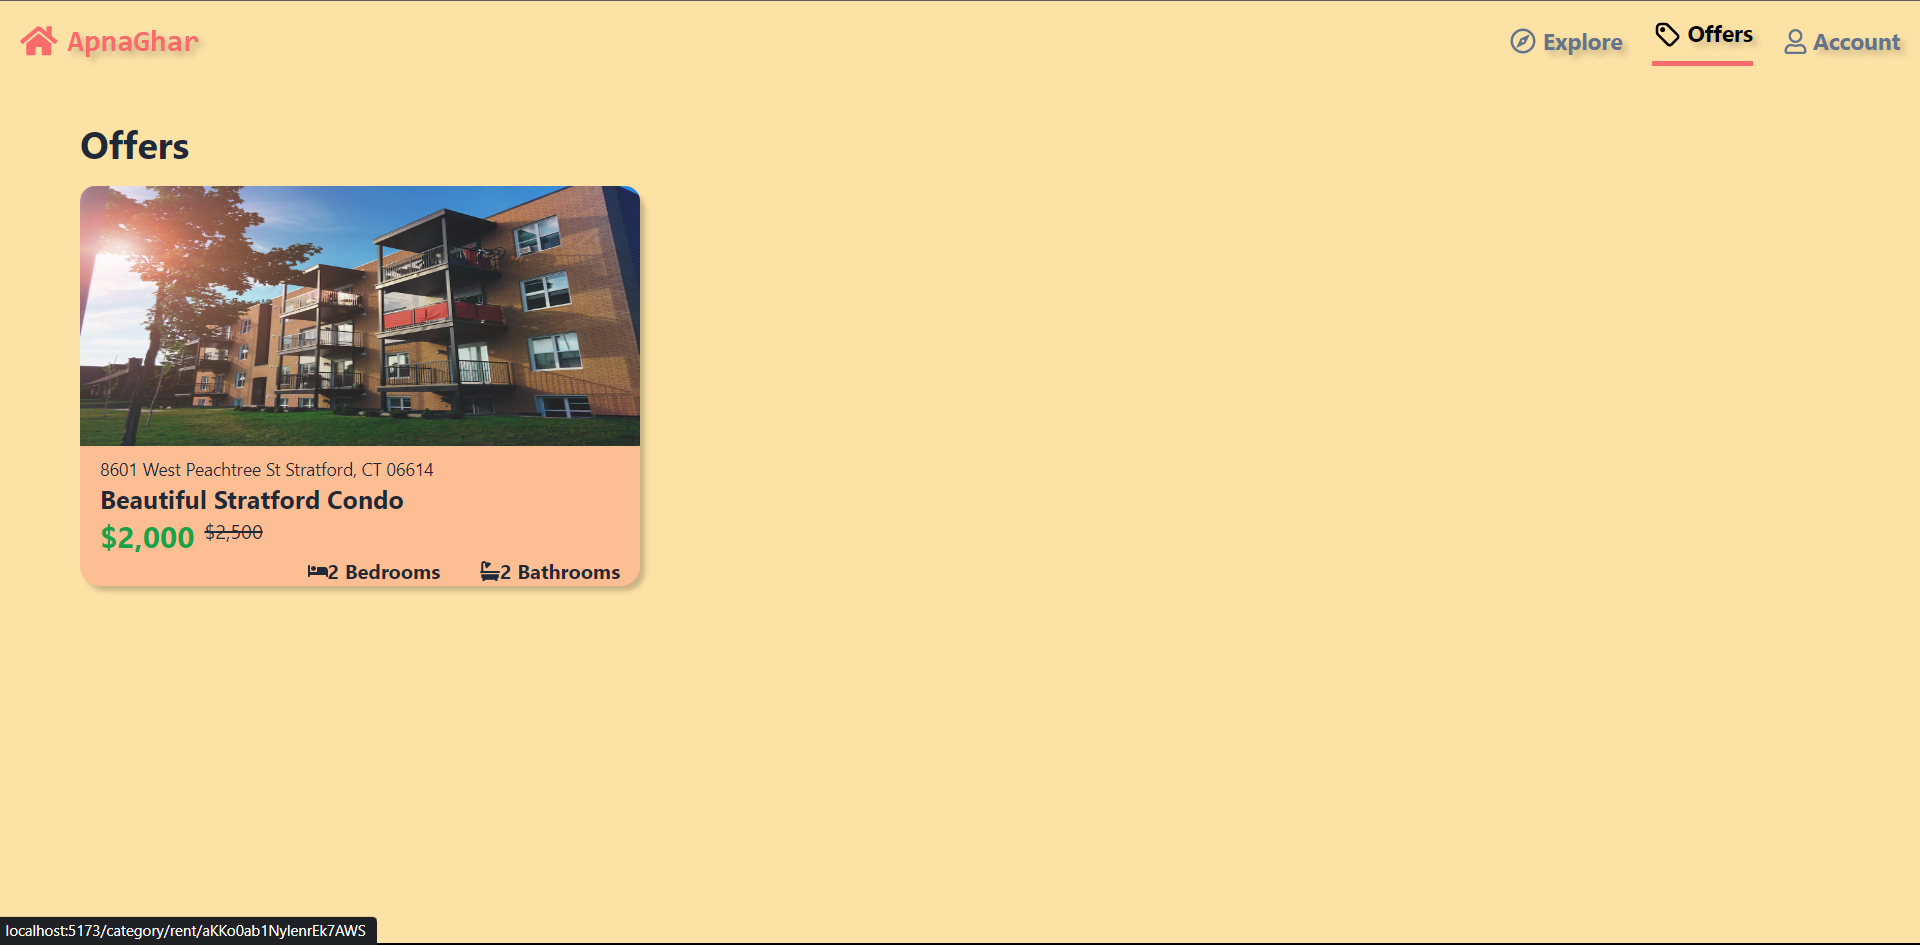 ApnaGhar
Explore
Offers
Account
Offers
8601 West Peachtree St Stratford, CT 06614
Beautiful Stratford Condo
$2,000 $2,500
2 Bedrooms 2 Bathrooms
localhost:5173/category/rent/aKKo0ab1NylenrEk7AWS